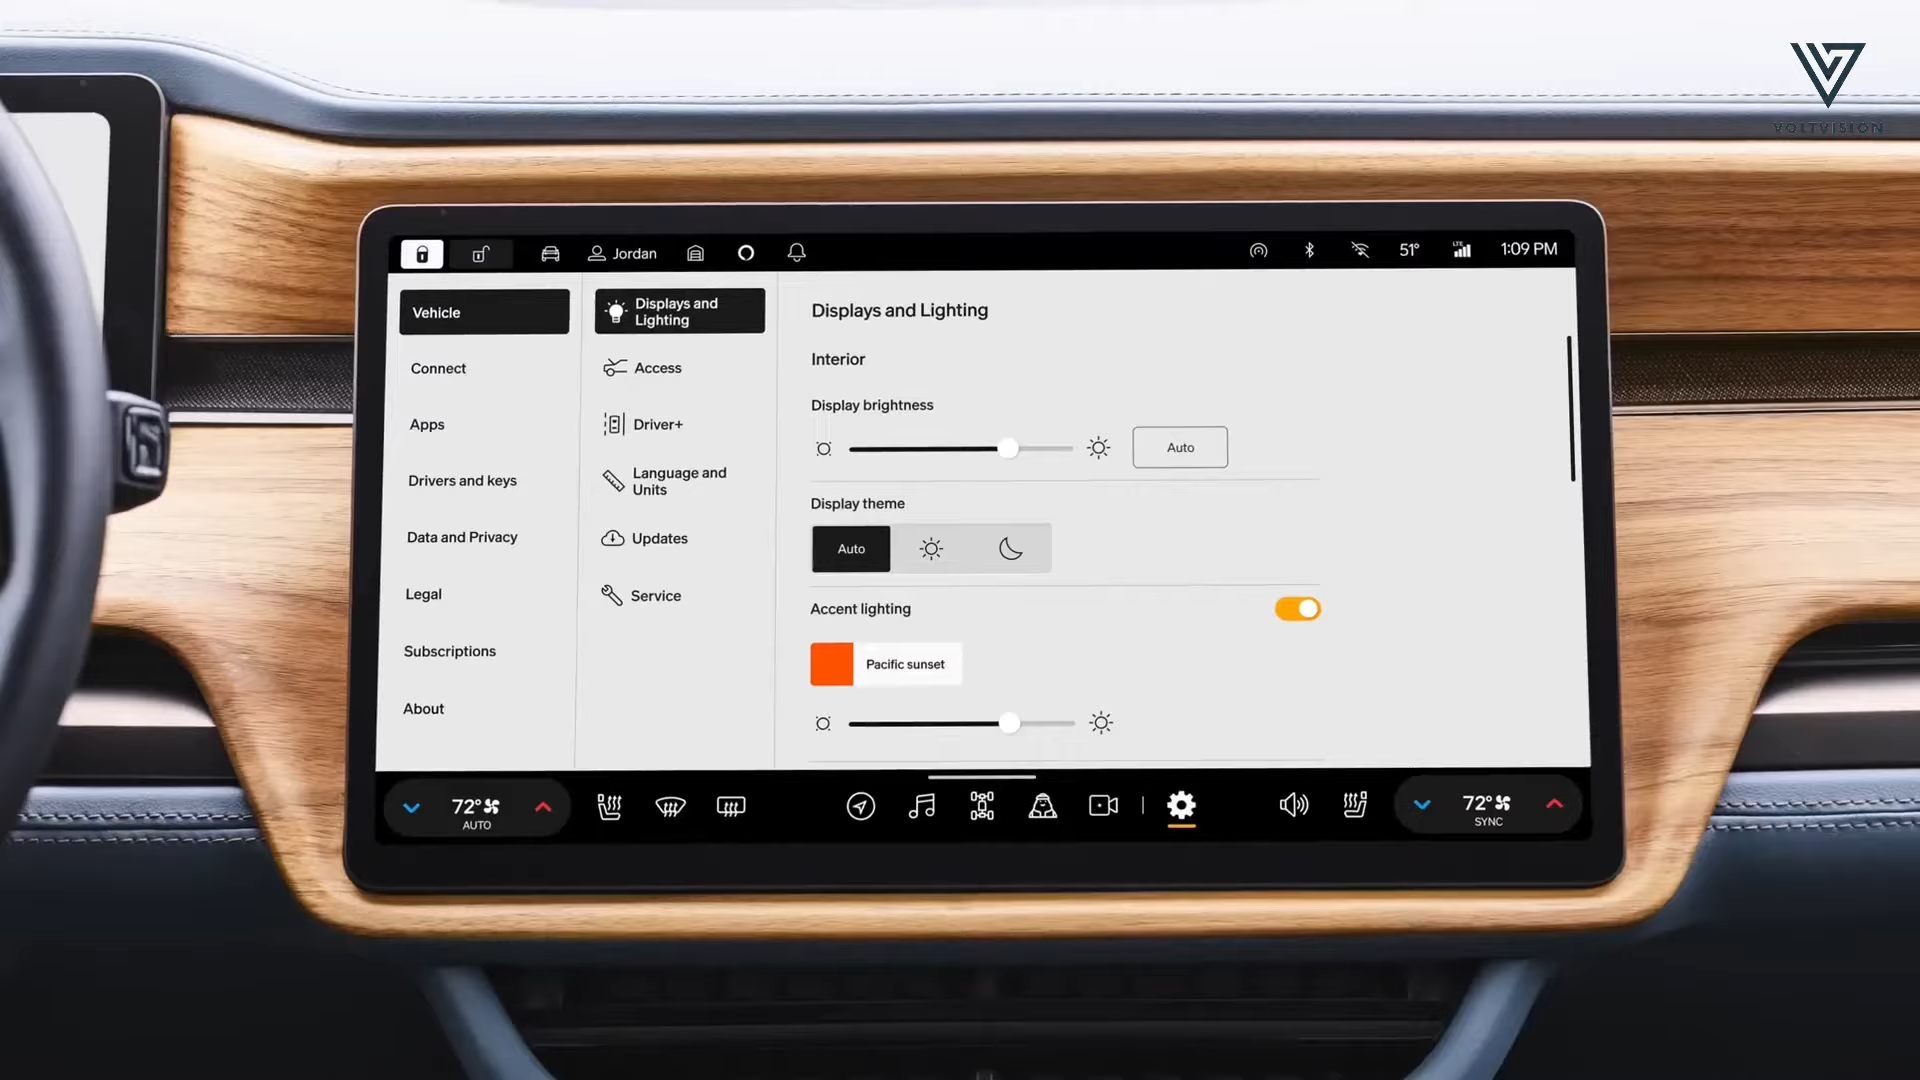 VOLTVISION
Jordan
51°
LTE
1:09 PM
Vehicle
Connect
Apps
Drivers and keys
Data and Privacy
Legal
Subscriptions
About
Displays and
Lighting
Access
Driver+
Language and
Units
Updates
Service
Displays and Lighting
Interior
Display brightness
Auto
Display theme
Auto
Accent lighting
Pacific sunset
72°
AUTO
72°
SYNC